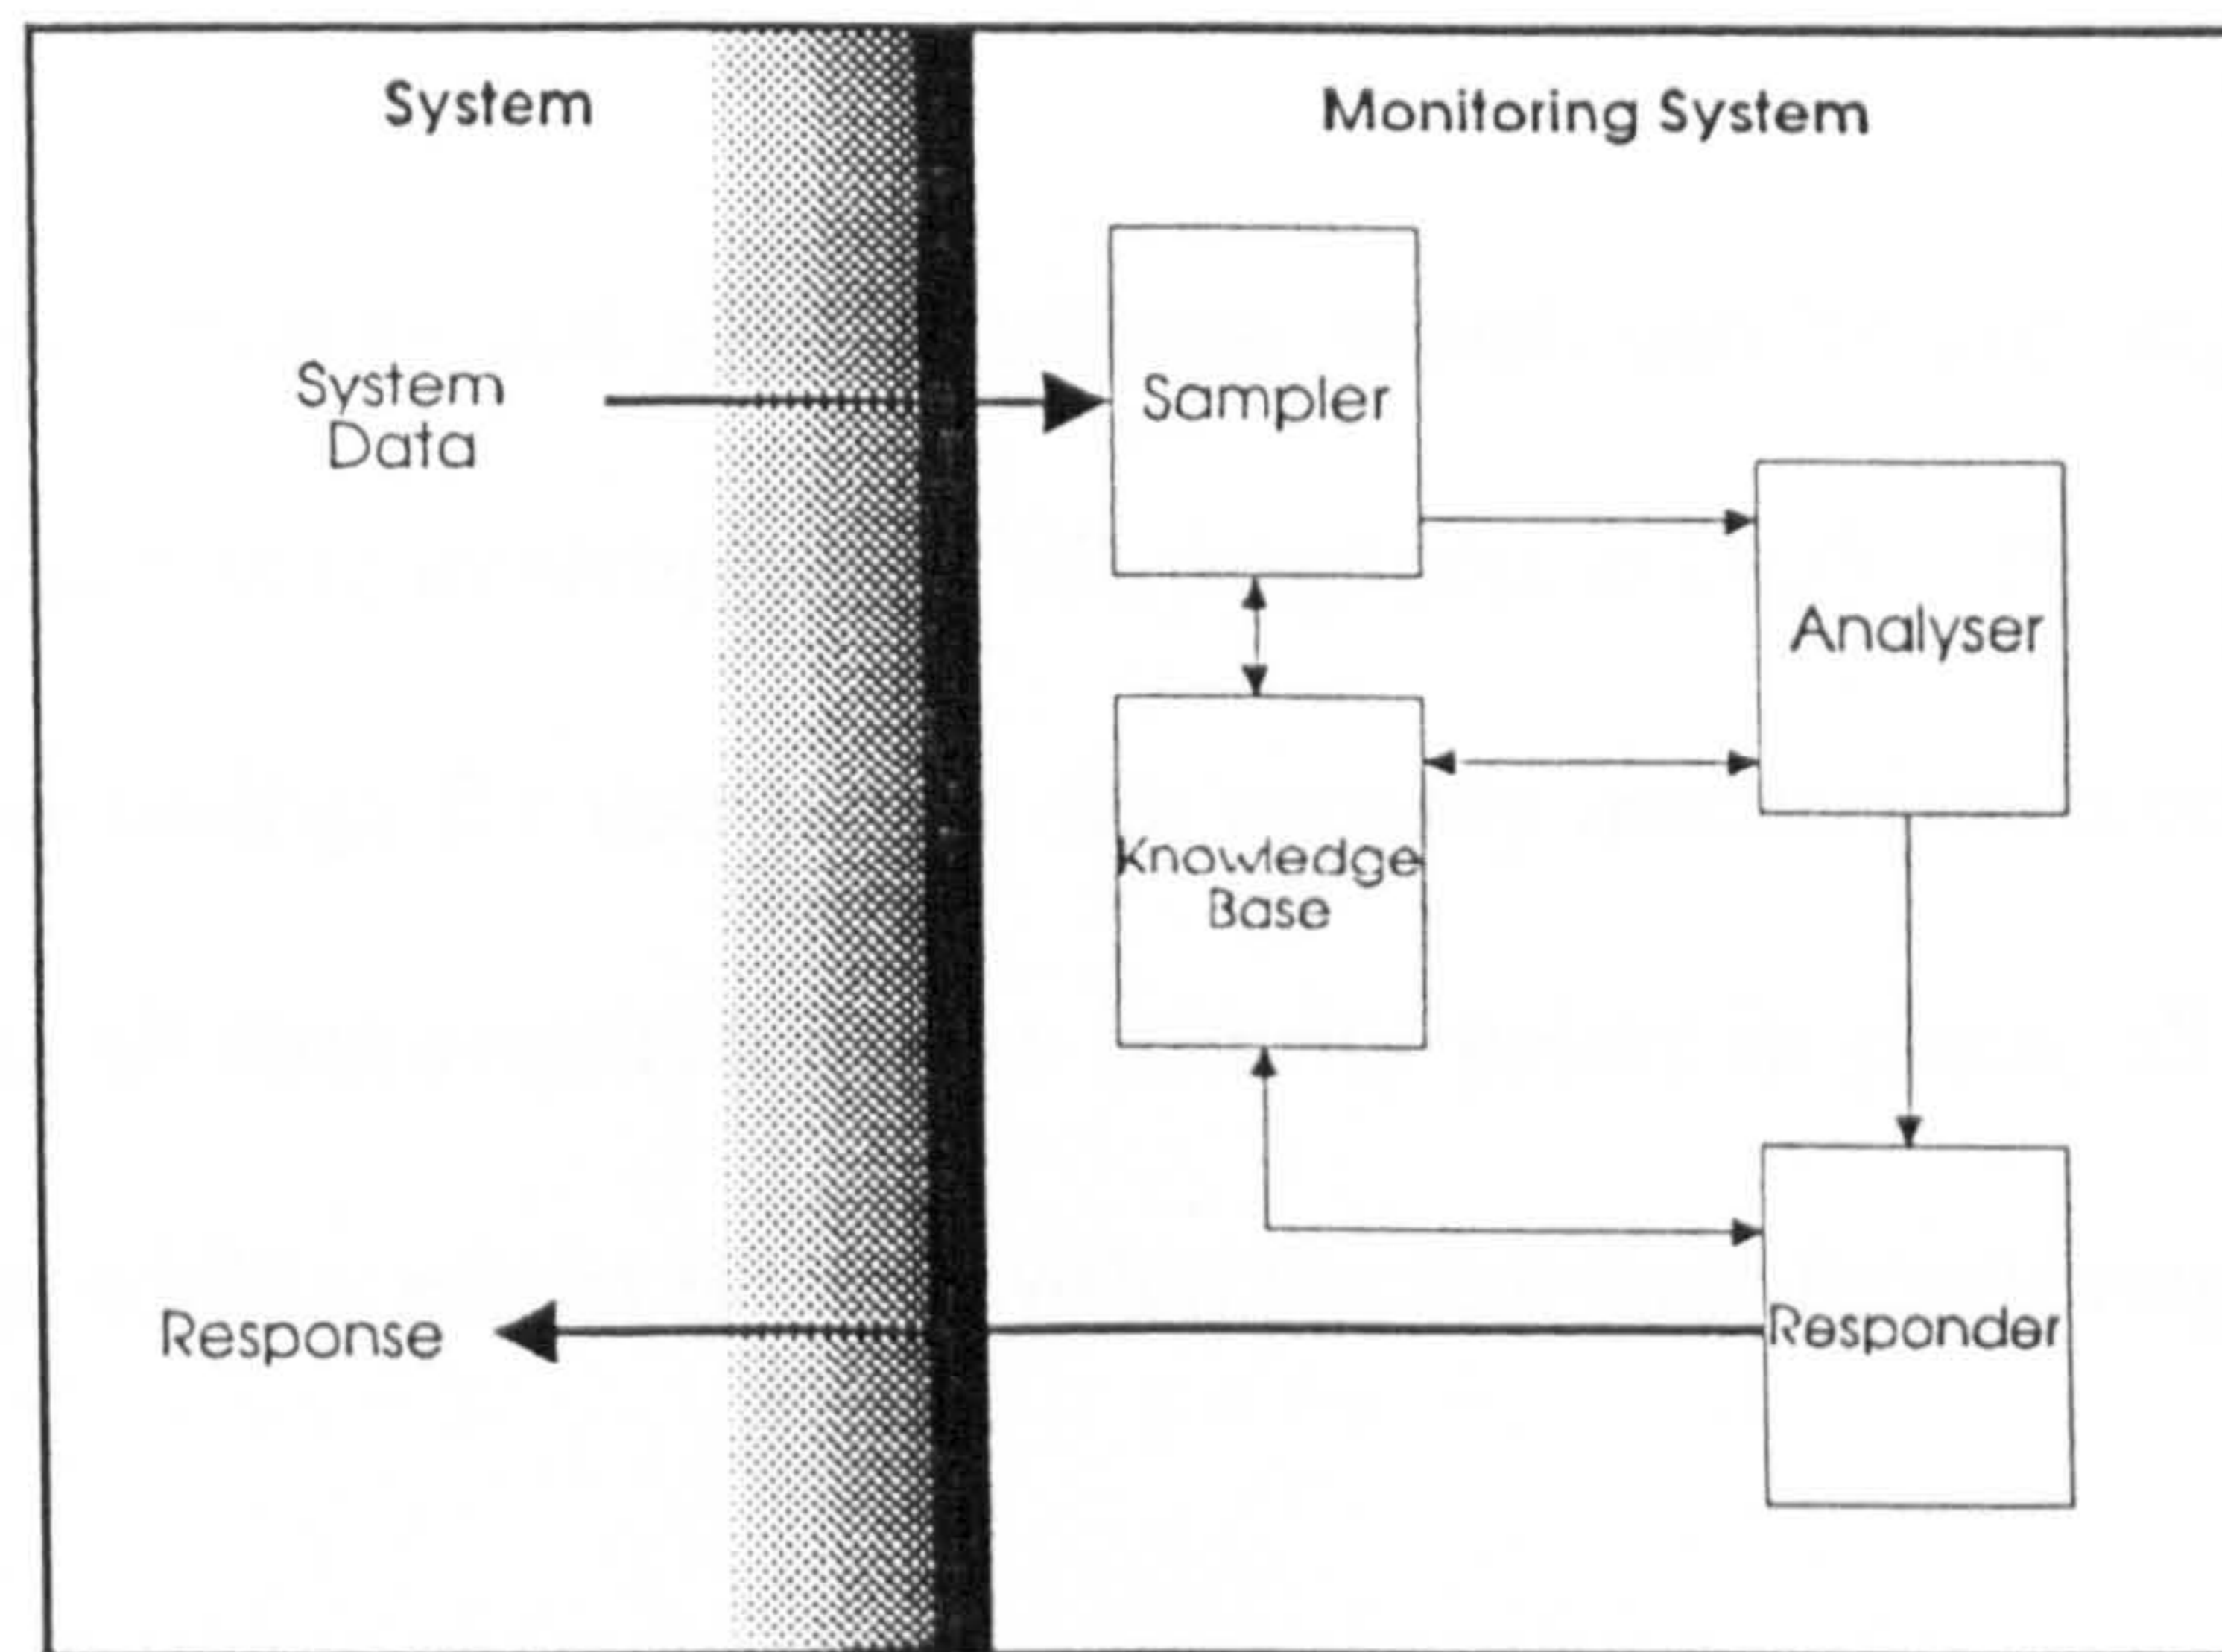 System
Monitoring System
System
Data
Sampler
Analyser
Knowledge
Base
Response
Responder